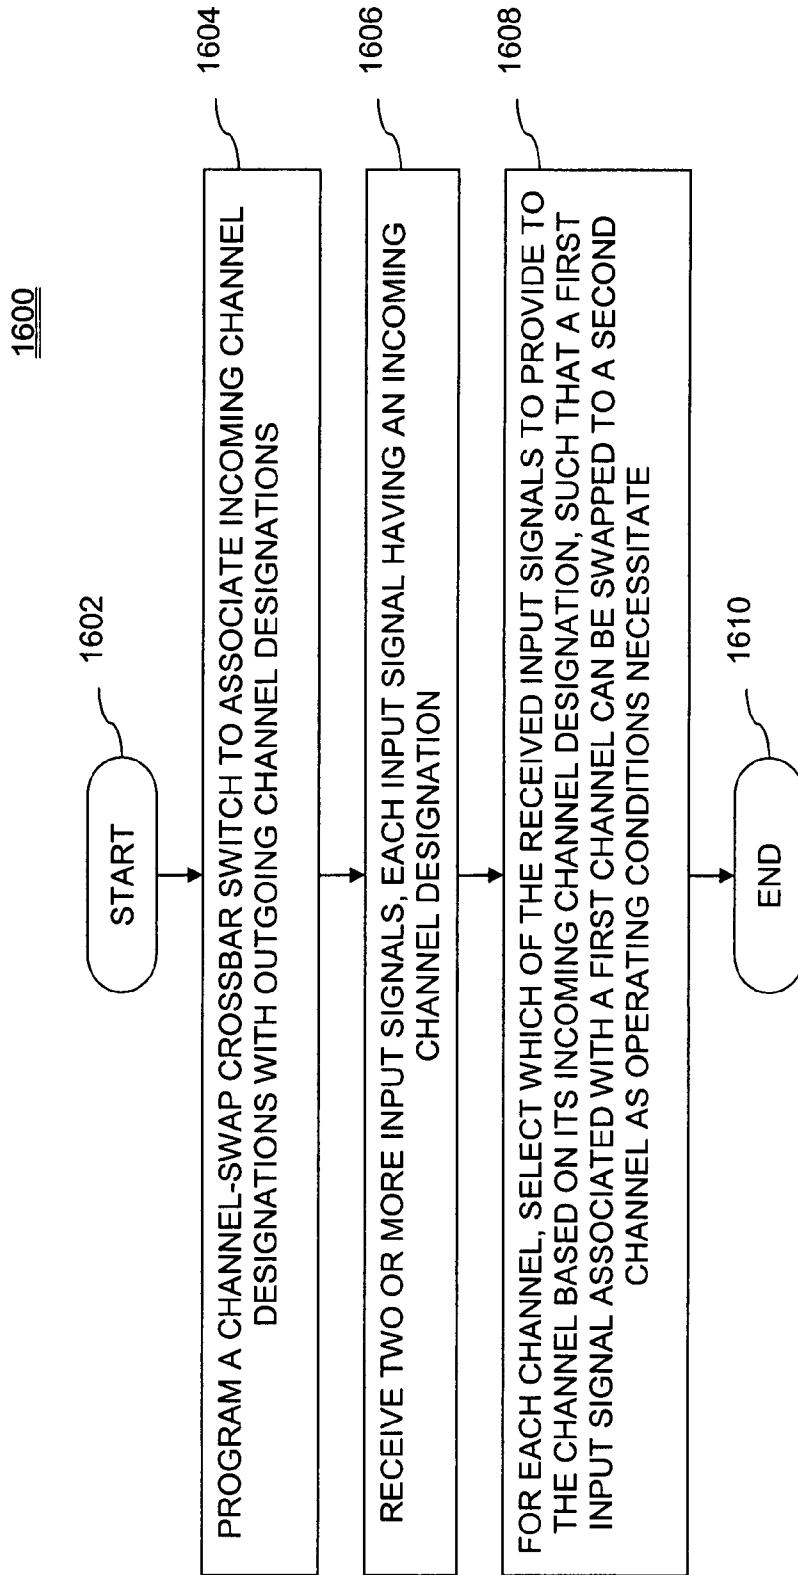 1600
START
1602
PROGRAM A CHANNEL-SWAP CROSSBAR SWITCH TO ASSOCIATE INCOMING CHANNEL
DESIGNATIONS WITH OUTGOING CHANNEL DESIGNATIONS
1604
RECEIVE TWO OR MORE INPUT SIGNALS, EACH INPUT SIGNAL HAVING AN INCOMING
CHANNEL DESIGNATION
1606
FOR EACH CHANNEL, SELECT WHICH OF THE RECEIVED INPUT SIGNALS TO PROVIDE TO
THE CHANNEL BASED ON ITS INCOMING CHANNEL DESIGNATION, SUCH THAT A FIRST
INPUT SIGNAL ASSOCIATED WITH A FIRST CHANNEL CAN BE SWAPPED TO A SECOND
CHANNEL AS OPERATING CONDITIONS NECESSITATE
1608
END
1610